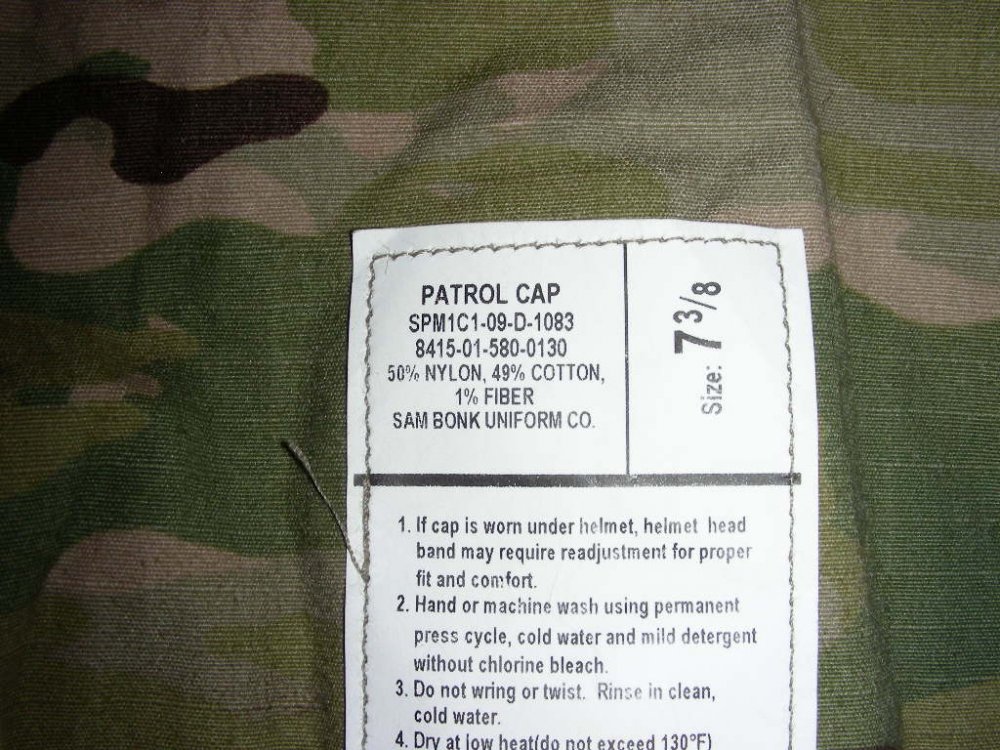 PATROL CAP
SPM1C1-09-D-1083
8415-01-580-0130
50% NYLON, 49% COTTON,
1% FIBER
SAM BONK UNIFORM CO.
Size: 7 3/8
1. If cap is worn under helmet, helmet head
band may require readjustment for proper
fit and comfort.
2. Hand or machine wash using permanent
press cycle, cold water and mild detergent
without chlorine bleach.
3. Do not wring or twist. Rinse in clean,
cold water.
4. Dry at low heat(do not exceed 130°F)